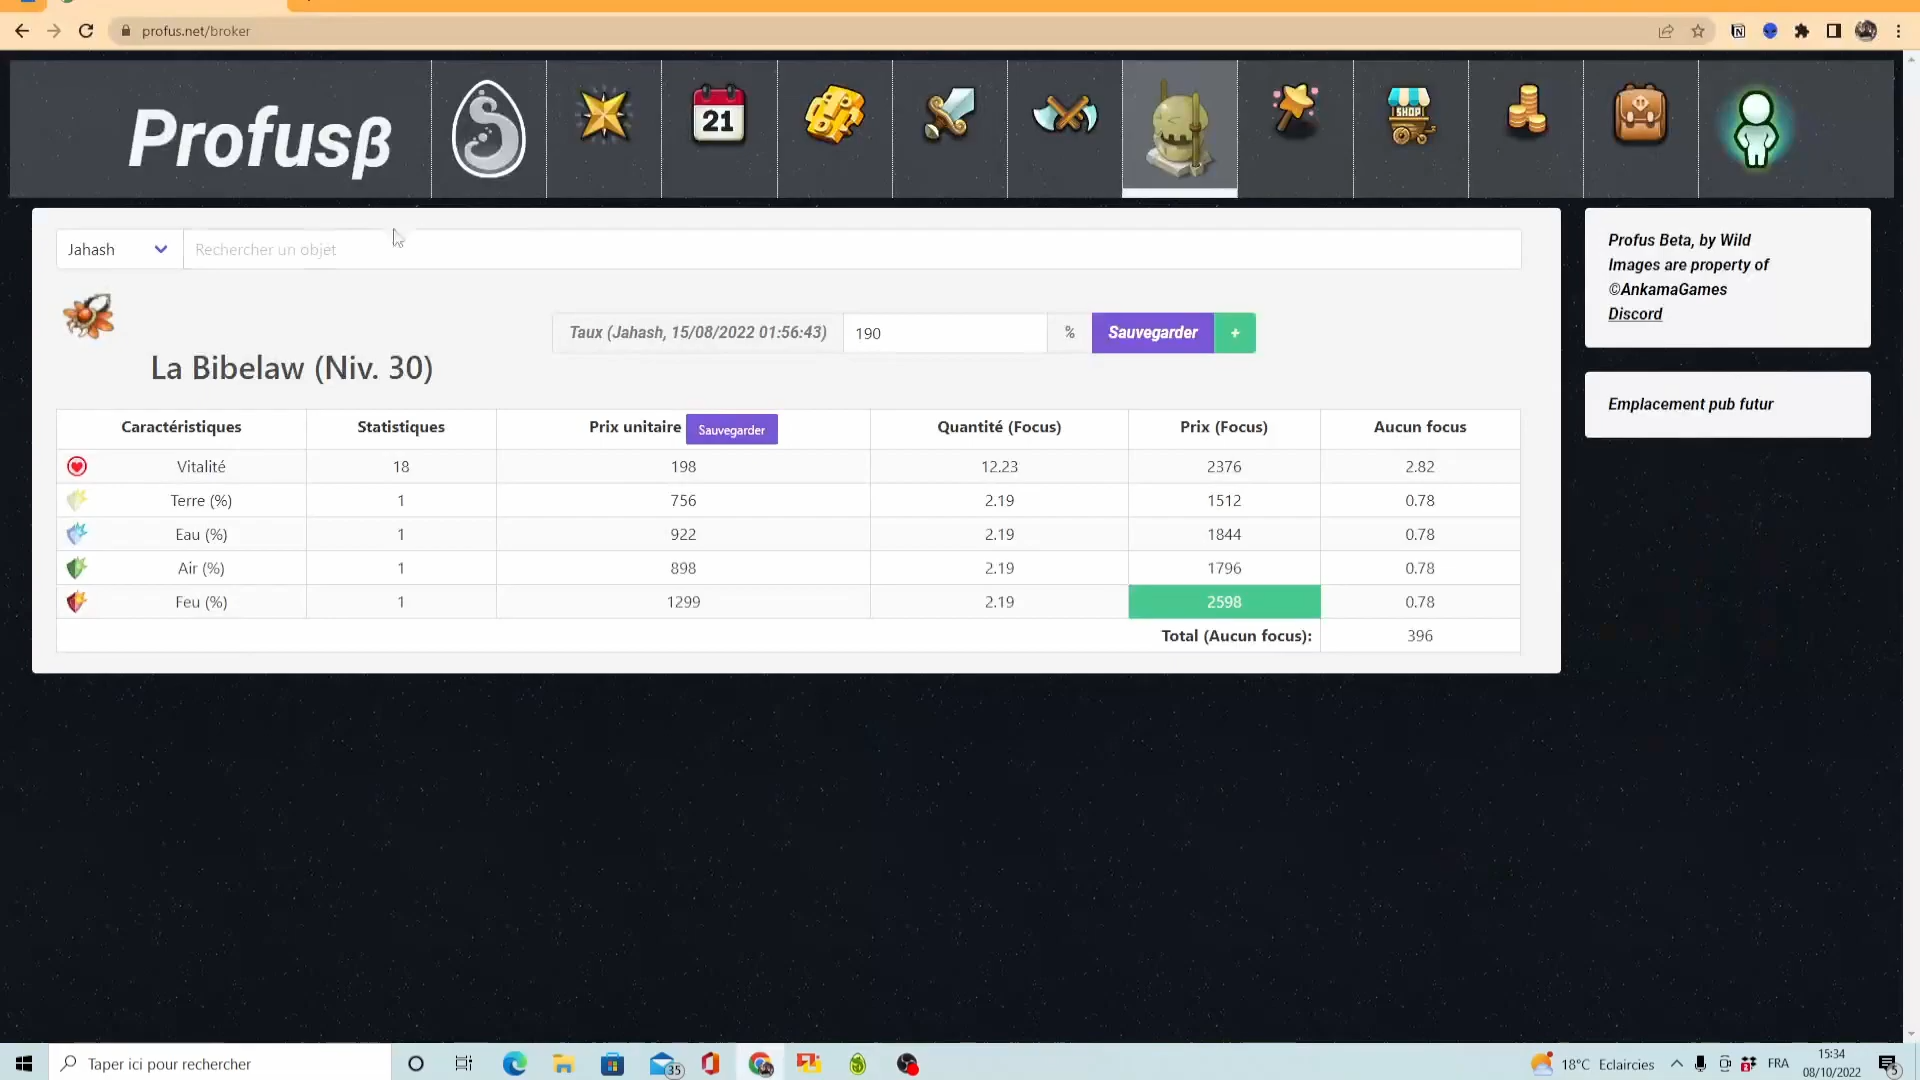 profus.net/broker
Profusβ
21
SHOP
Jahash
Rechercher un objet
La Bibelaw (Niv. 30)
Taux (Jahash, 15/08/2022 01:56:43) 190 % Sauvegarder +
Caractéristiques Statistiques Prix unitaire Sauvegarder Quantité (Focus) Prix (Focus) Aucun focus
Vitalité 18 198 12.23 2376 2.82
Terre (%) 1 756 2.19 1512 0.78
Eau (%) 1 922 2.19 1844 0.78
Air (%) 1 898 2.19 1796 0.78
Feu (%) 1 1299 2.19 2598 0.78
Total (Aucun focus): 396
Profus Beta, by Wild
Images are property of
©AnkamaGames
Discord
Emplacement pub futur
Taper ici pour rechercher
35
18°C Eclaircies
FRA
15:34
08/10/2022
5